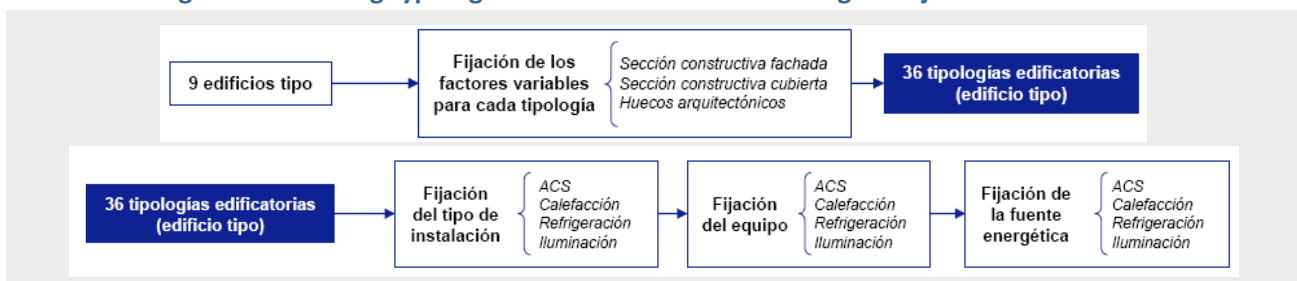 9 edificios tipo
Fijación de los
factores variables
para cada tipología
Sección constructiva fachada
Sección constructiva cubierta
Huecos arquitectónicos
36 tipologías edificatorias
(edificio tipo)
36 tipologías edificatorias
(edificio tipo)
Fijación
del tipo de
instalación
ACS
Calefacción
Refrigeración
Iluminación
Fijación
del equipo
ACS
Calefacción
Refrigeración
Iluminación
Fijación de
la fuente
energética
ACS
Calefacción
Refrigeración
Iluminación